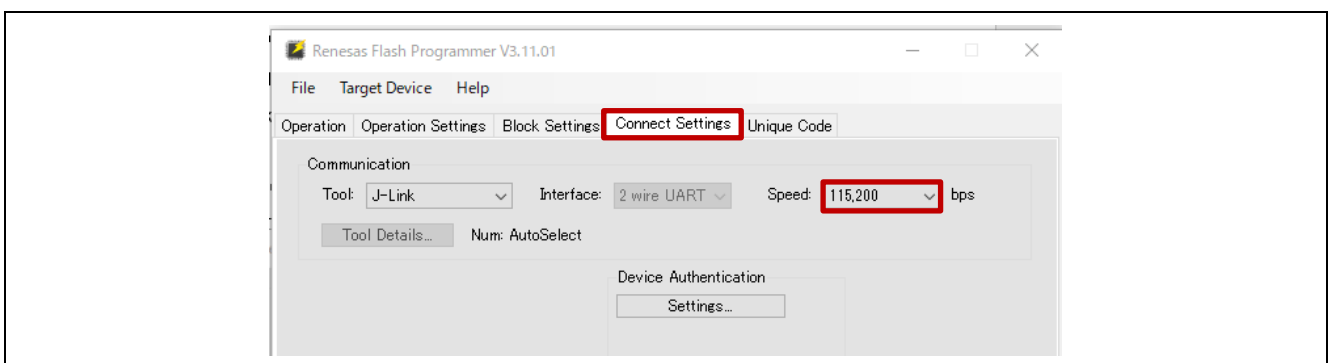 Renesas Flash Programmer V3.11.01
File Target Device Help
Operation Operation Settings Block Settings Connect Settings Unique Code
Communication
Tool: J-Link Interface: 2 wire UART Speed: 115,200 bps
Tool Details... Num: AutoSelect
Device Authentication
Settings...